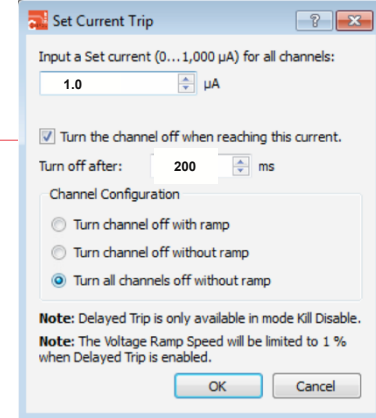 Set Current Trip
Input a Set current (0...1,000 µA) for all channels:
1.0 µA
Turn the channel off when reaching this current.
Turn off after: 200 ms
Channel Configuration
Turn channel off with ramp
Turn channel off without ramp
Turn all channels off without ramp
Note: Delayed Trip is only available in mode Kill Disable.
Note: The Voltage Ramp Speed will be limited to 1 %
when Delayed Trip is enabled.
OK Cancel